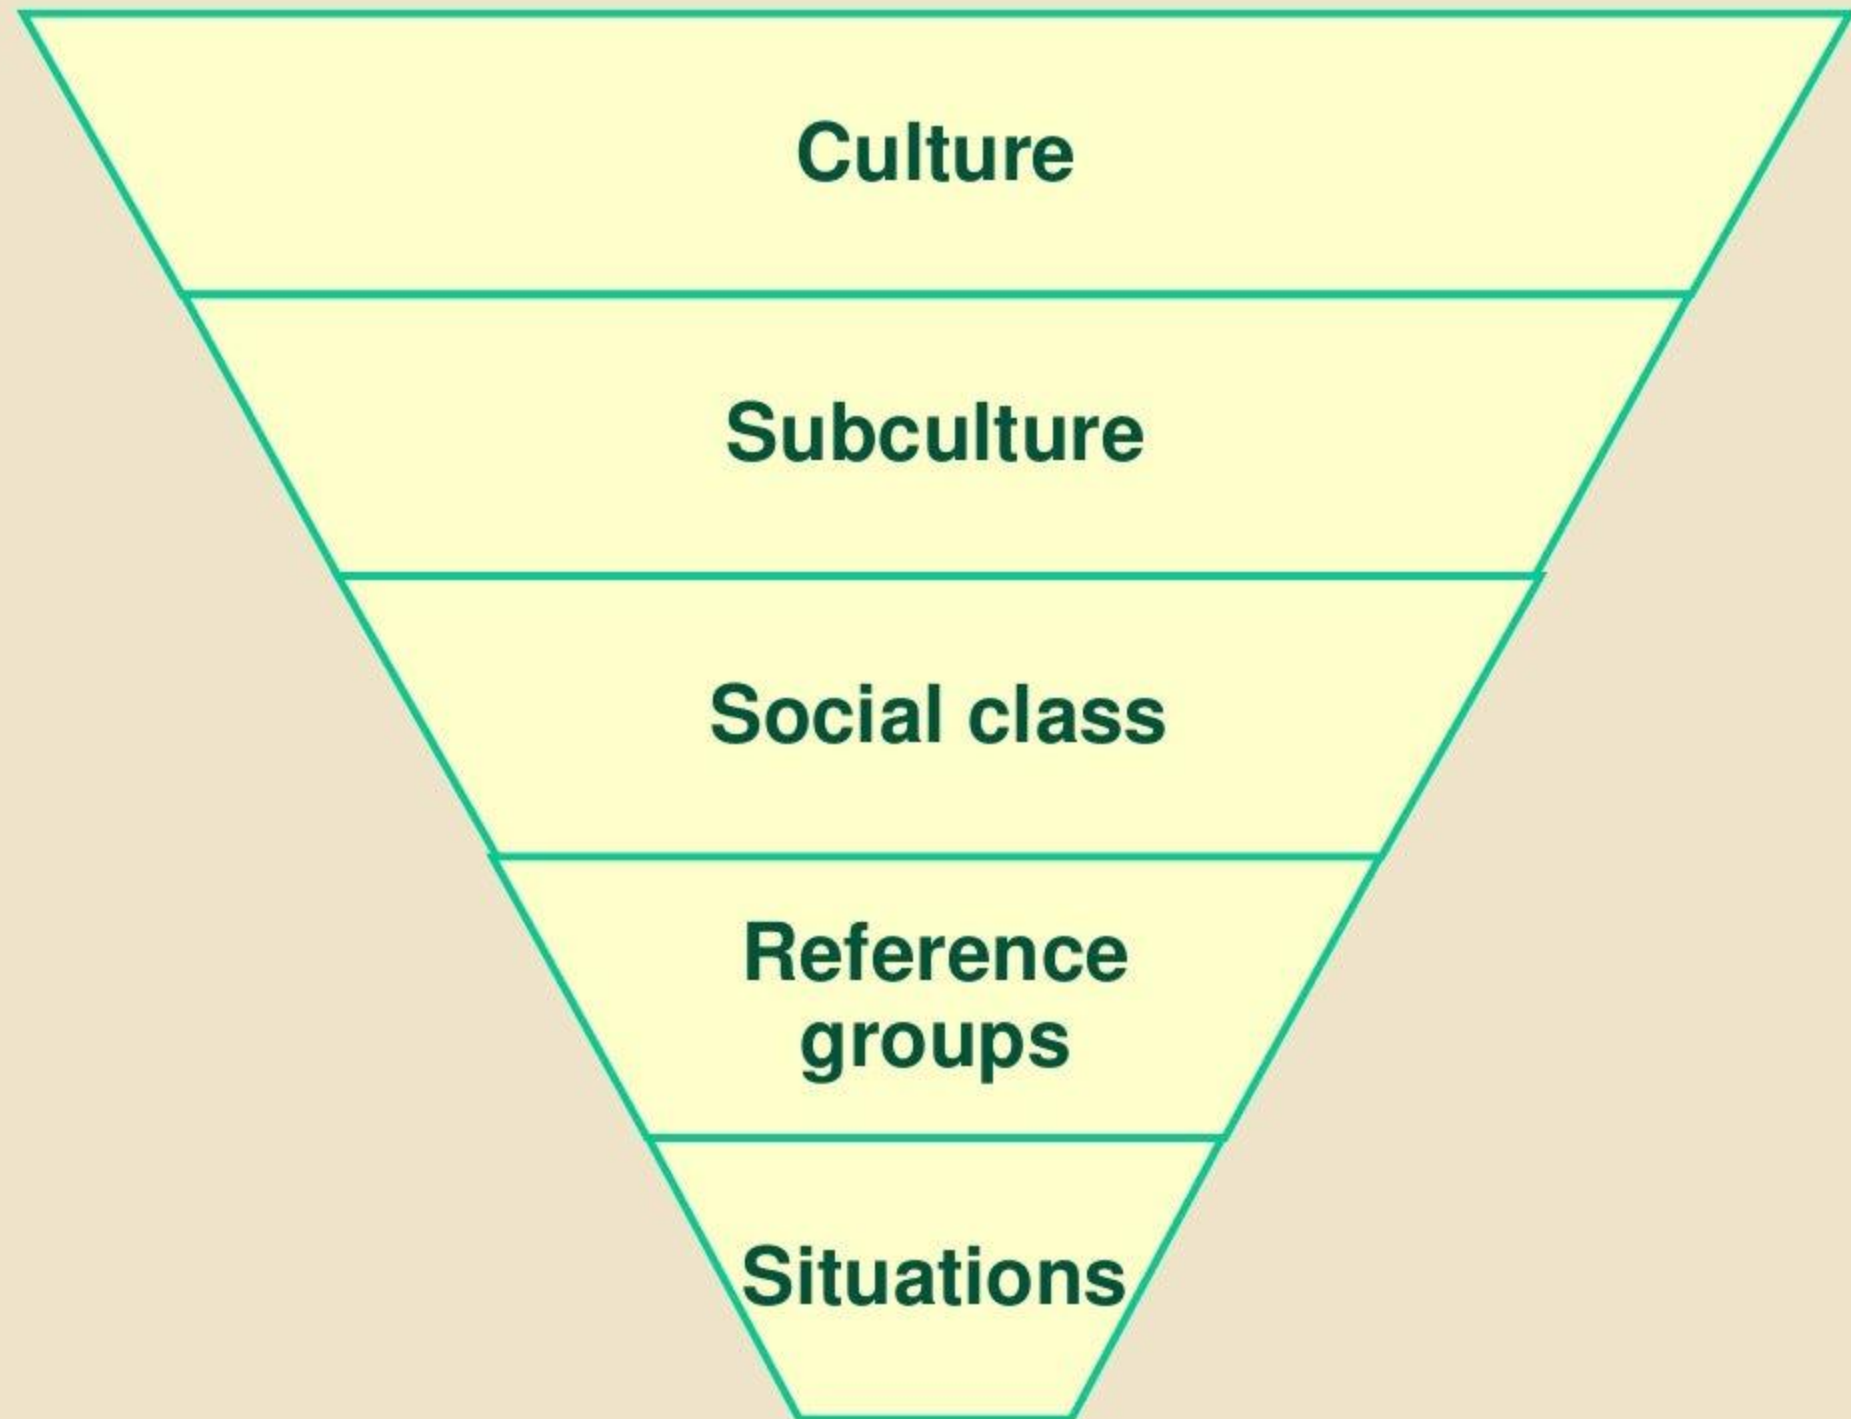 Culture
Subculture
Social class
Reference
groups
Situations